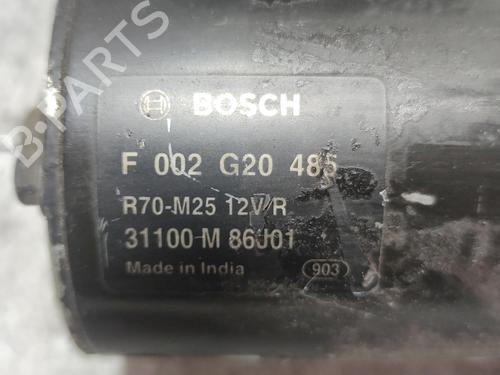 B-PARTS
BOSCH
F 002 G20 485
R70-M25 12V R
31100-M 86J01
Made in India 903